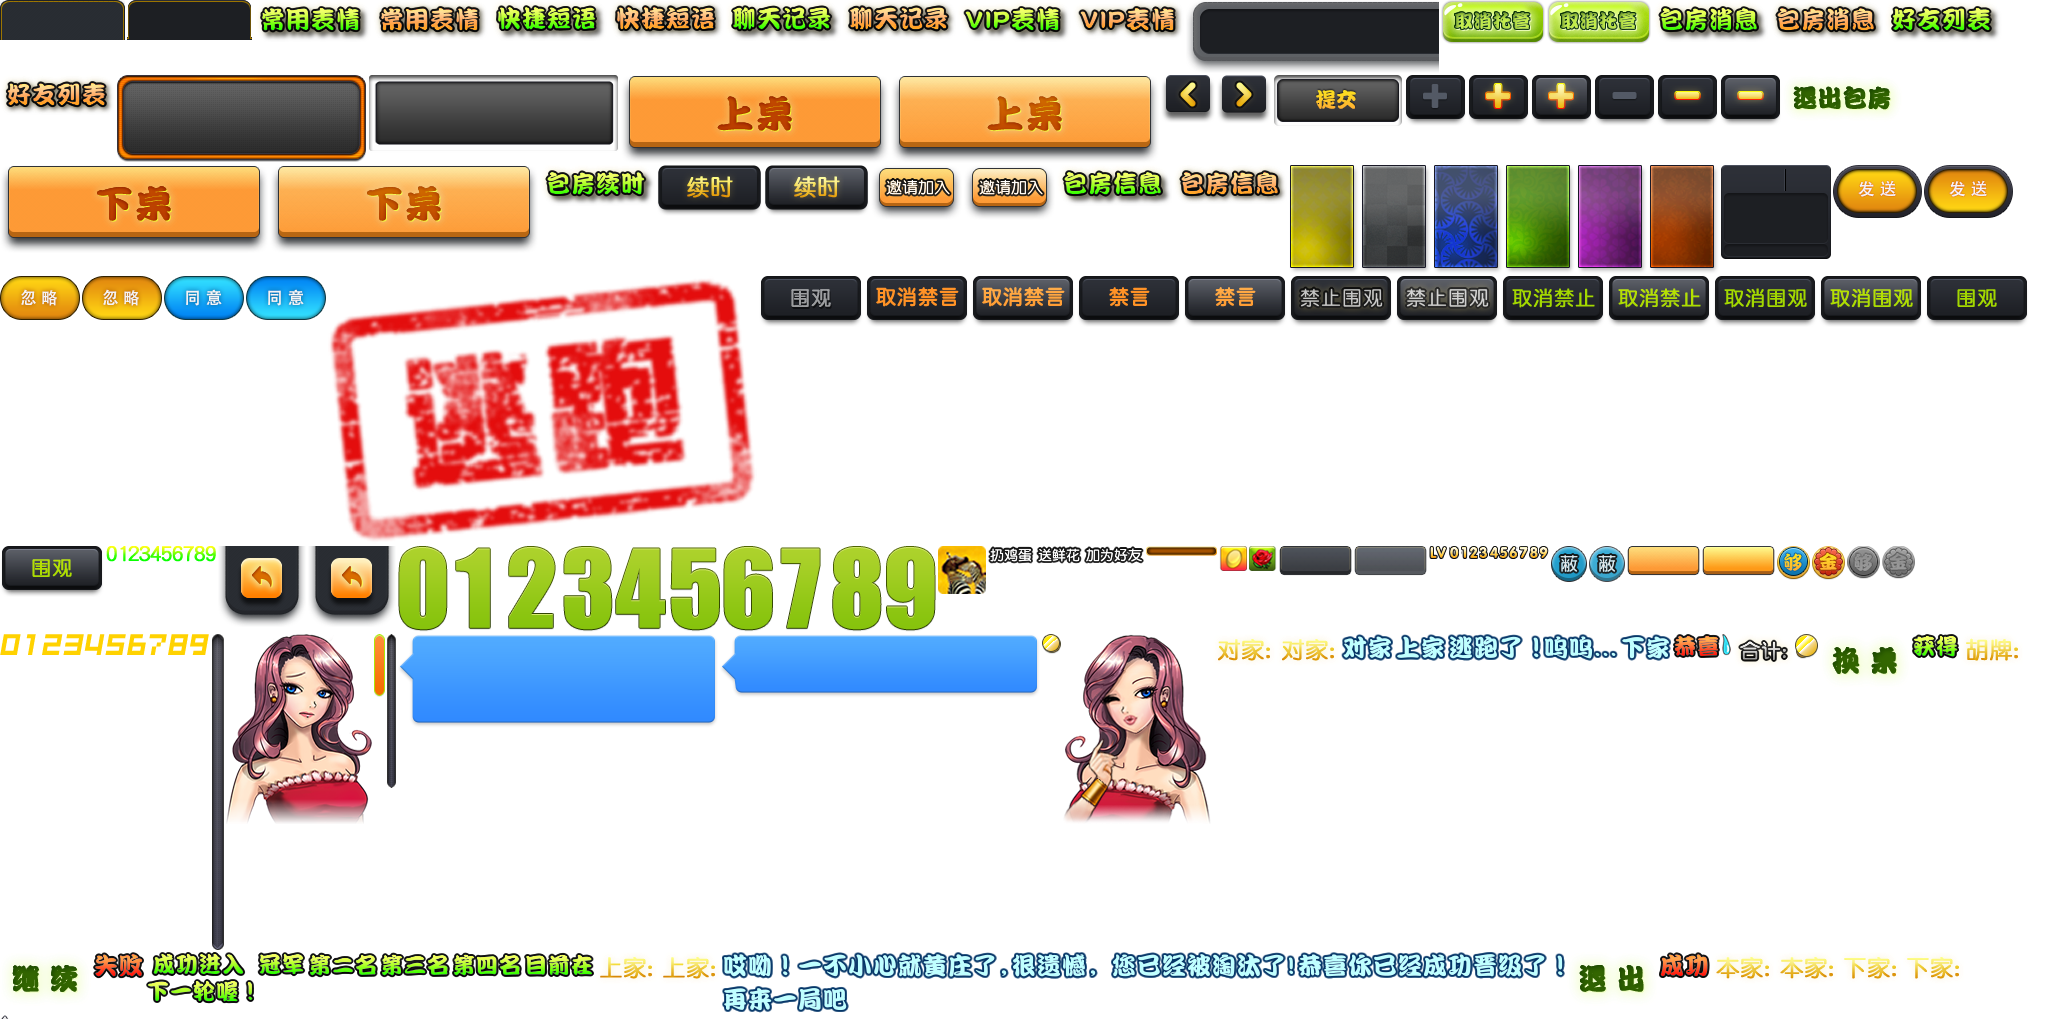 常用表情 常用表情 快捷短语 快捷短语 聊天记录 聊天记录 VIP表情 VIP表情 取消托管 取消托管 包房消息 包房消息 好友列表
好友列表 上桌 上桌 提交 退出包房
下桌 下桌 包房续时 续时 续时 邀请加入 邀请加入 包房信息 包房信息 发送 发送
忽略 忽略 同意 同意 围观 取消禁言 取消禁言 禁言 禁言 禁止围观 禁止围观 取消禁止 取消禁止 取消围观 取消围观 围观
逃跑
围观 0123456789 0123456789 扔鸡蛋 送鲜花 加为好友 LV 0123456789 蔽 蔽 够 金 够 金
0123456789 对家: 对家: 对家 上家 逃跑了！呜呜... 下家 恭喜 合计: 换桌 获得 胡牌:
继续 失败 成功进入 冠军 第二名 第三名 第四名 目前在 上家: 上家: 哎呦！一不小心就黄庄了, 很遗憾，您已经被淘汰了! 恭喜你已经成功晋级了！ 退出 成功 本家: 本家: 下家: 下家:
下一轮喔！ 再来一局吧